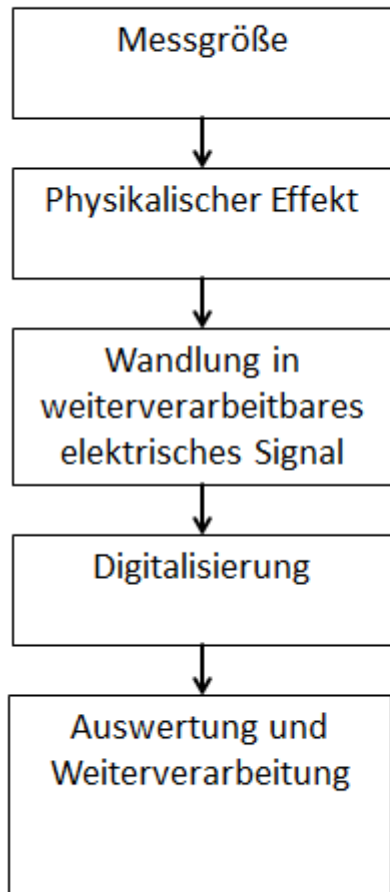 Messgröße
Physikalischer Effekt
Wandlung in
weiterverarbeitbares
elektrisches Signal
Digitalisierung
Auswertung und
Weiterverarbeitung